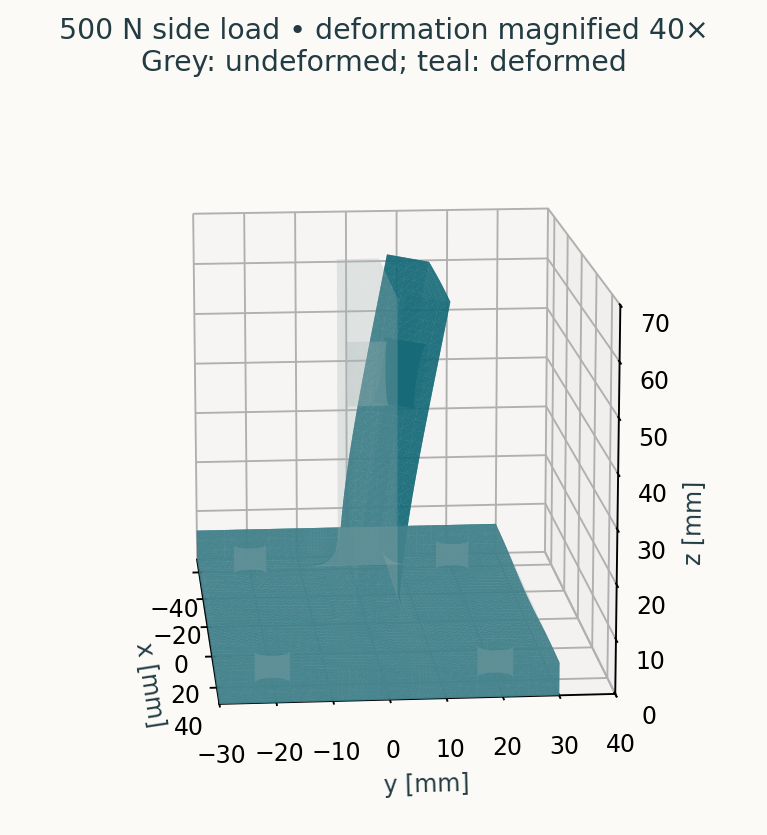 500 N side load • deformation magnified 40×
Grey: undeformed; teal: deformed
70
60
50
40
30
20
10
0
z [mm]
−40
−20
0
20
40
x [mm]
−30 −20 −10 0 10 20 30 40
y [mm]